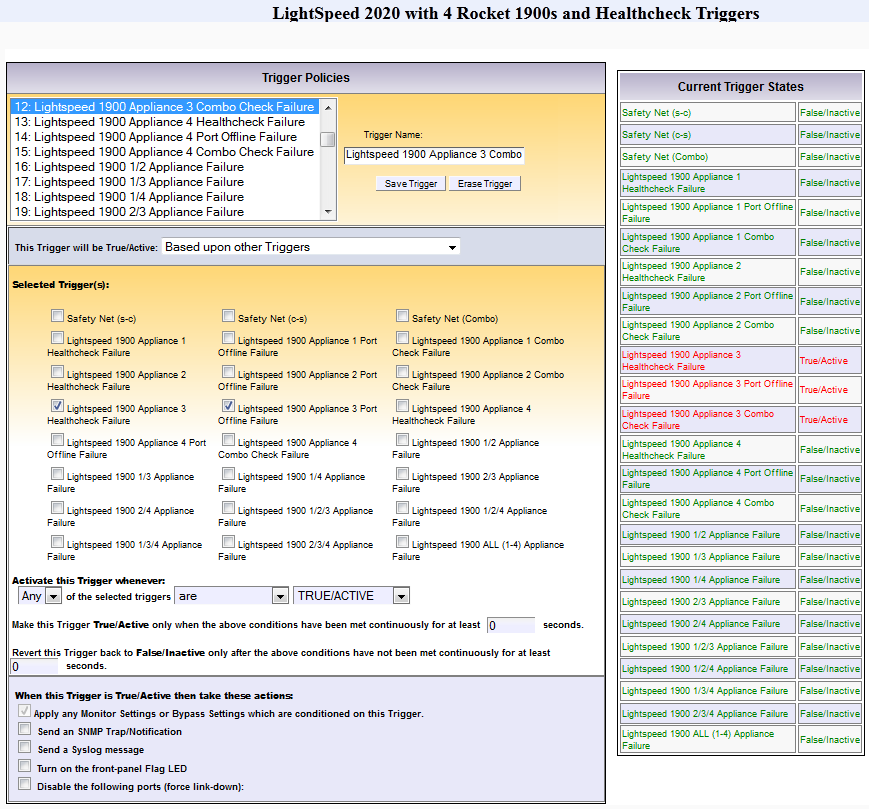 LightSpeed 2020 with 4 Rocket 1900s and Healthcheck Triggers
Trigger Policies
12: Lightspeed 1900 Appliance 3 Combo Check Failure
13: Lightspeed 1900 Appliance 4 Healthcheck Failure
14: Lightspeed 1900 Appliance 4 Port Offline Failure
15: Lightspeed 1900 Appliance 4 Combo Check Failure
16: Lightspeed 1900 1/2 Appliance Failure
17: Lightspeed 1900 1/3 Appliance Failure
18: Lightspeed 1900 1/4 Appliance Failure
19: Lightspeed 1900 2/3 Appliance Failure
Trigger Name:
Lightspeed 1900 Appliance 3 Combo
Save Trigger Erase Trigger
This Trigger will be True/Active: Based upon other Triggers
Selected Trigger(s):
Safety Net (s-c)
Safety Net (c-s)
Safety Net (Combo)
Lightspeed 1900 Appliance 1
Healthcheck Failure
Lightspeed 1900 Appliance 1 Port
Offline Failure
Lightspeed 1900 Appliance 1 Combo
Check Failure
Lightspeed 1900 Appliance 2
Healthcheck Failure
Lightspeed 1900 Appliance 2 Port
Offline Failure
Lightspeed 1900 Appliance 2 Combo
Check Failure
Lightspeed 1900 Appliance 3
Healthcheck Failure
Lightspeed 1900 Appliance 3 Port
Offline Failure
Lightspeed 1900 Appliance 4
Healthcheck Failure
Lightspeed 1900 Appliance 4 Port
Offline Failure
Lightspeed 1900 Appliance 4
Combo Check Failure
Lightspeed 1900 1/2 Appliance
Failure
Lightspeed 1900 1/3 Appliance
Failure
Lightspeed 1900 1/4 Appliance
Failure
Lightspeed 1900 2/3 Appliance
Failure
Lightspeed 1900 2/4 Appliance
Failure
Lightspeed 1900 1/2/3 Appliance
Failure
Lightspeed 1900 1/2/4 Appliance
Failure
Lightspeed 1900 1/3/4 Appliance
Failure
Lightspeed 1900 2/3/4 Appliance
Failure
Lightspeed 1900 ALL (1-4) Appliance
Failure
Activate this Trigger whenever:
Any of the selected triggers are TRUE/ACTIVE
Make this Trigger True/Active only when the above conditions have been met continuously for at least 0 seconds.
Revert this Trigger back to False/Inactive only after the above conditions have not been met continuously for at least
0 seconds.
When this Trigger is True/Active then take these actions:
Apply any Monitor Settings or Bypass Settings which are conditioned on this Trigger.
Send an SNMP Trap/Notification
Send a Syslog message
Turn on the front-panel Flag LED
Disable the following ports (force link-down):
Current Trigger States
Safety Net (s-c) False/Inactive
Safety Net (c-s) False/Inactive
Safety Net (Combo) False/Inactive
Lightspeed 1900 Appliance 1
Healthcheck Failure False/Inactive
Lightspeed 1900 Appliance 1 Port Offline
Failure False/Inactive
Lightspeed 1900 Appliance 1 Combo
Check Failure False/Inactive
Lightspeed 1900 Appliance 2
Healthcheck Failure False/Inactive
Lightspeed 1900 Appliance 2 Port Offline
Failure False/Inactive
Lightspeed 1900 Appliance 2 Combo
Check Failure False/Inactive
Lightspeed 1900 Appliance 3
Healthcheck Failure True/Active
Lightspeed 1900 Appliance 3 Port Offline
Failure True/Active
Lightspeed 1900 Appliance 3 Combo
Check Failure True/Active
Lightspeed 1900 Appliance 4
Healthcheck Failure False/Inactive
Lightspeed 1900 Appliance 4 Port Offline
Failure False/Inactive
Lightspeed 1900 Appliance 4 Combo
Check Failure False/Inactive
Lightspeed 1900 1/2 Appliance Failure False/Inactive
Lightspeed 1900 1/3 Appliance Failure False/Inactive
Lightspeed 1900 1/4 Appliance Failure False/Inactive
Lightspeed 1900 2/3 Appliance Failure False/Inactive
Lightspeed 1900 2/4 Appliance Failure False/Inactive
Lightspeed 1900 1/2/3 Appliance Failure False/Inactive
Lightspeed 1900 1/2/4 Appliance Failure False/Inactive
Lightspeed 1900 1/3/4 Appliance Failure False/Inactive
Lightspeed 1900 2/3/4 Appliance Failure False/Inactive
Lightspeed 1900 ALL (1-4) Appliance
Failure False/Inactive